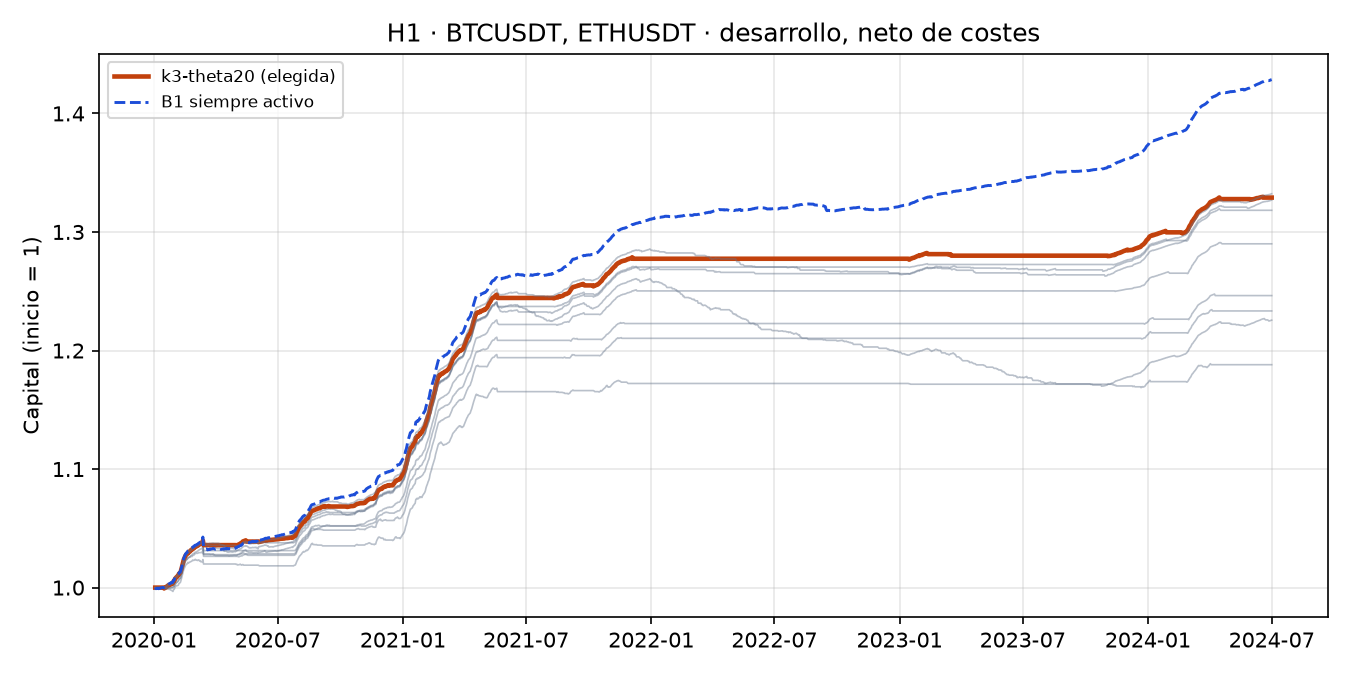 H1 · BTCUSDT, ETHUSDT · desarrollo, neto de costes
k3-theta20 (elegida)
B1 siempre activo
Capital (inicio = 1)
1.4
1.3
1.2
1.1
1.0
2020-01 2020-07 2021-01 2021-07 2022-01 2022-07 2023-01 2023-07 2024-01 2024-07